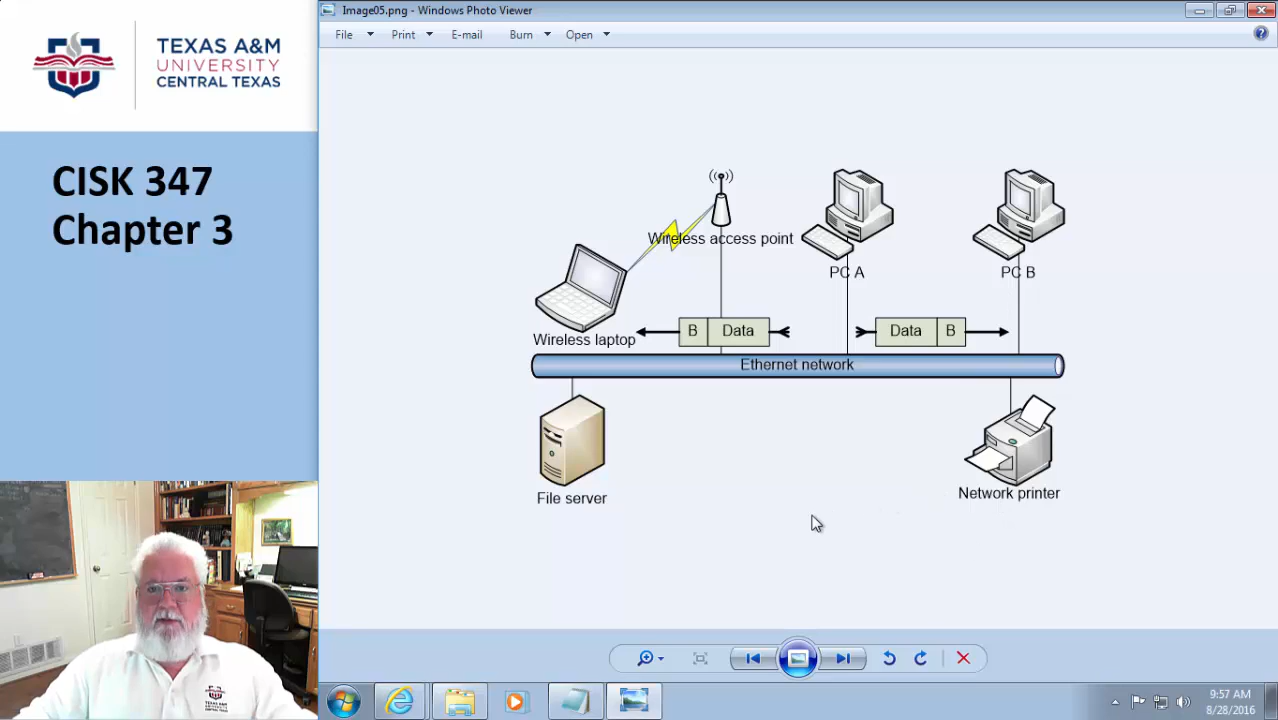 TEXAS A&M
UNIVERSITY
CENTRAL TEXAS
CISK 347
Chapter 3
Image05.png - Windows Photo Viewer
File Print E-mail Burn Open
Wireless access point
PC A
PC B
Wireless laptop
B Data
Data B
Ethernet network
File server
Network printer
9:57 AM
8/28/2016